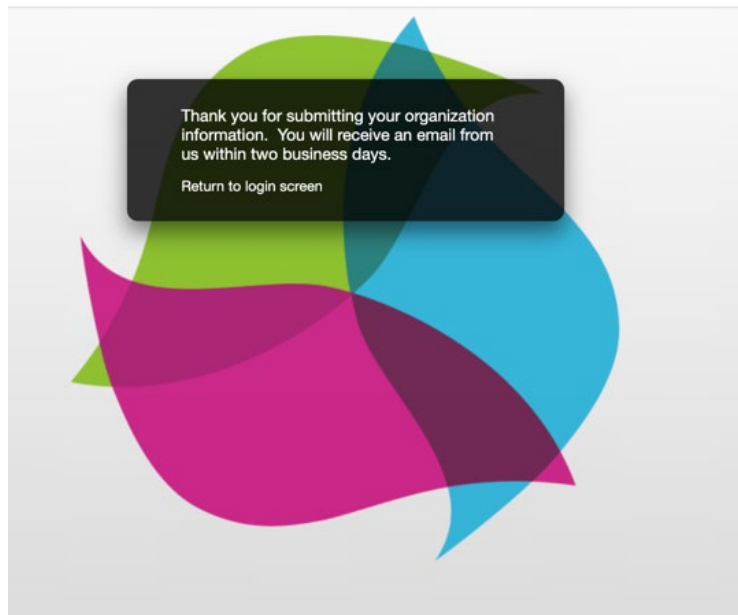 Thank you for submitting your organization
information.  You will receive an email from
us within two business days.
Return to login screen